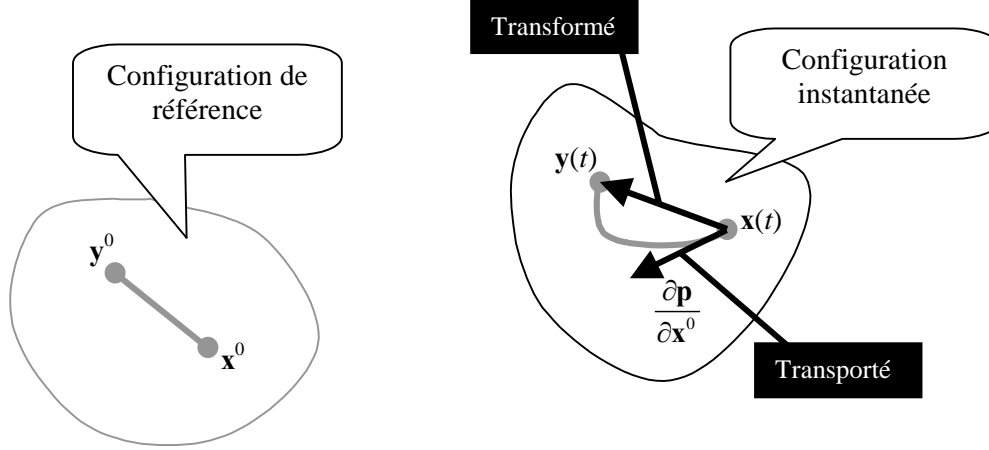 Configuration de
référence
y⁰
x⁰
Transformé
Configuration
instantanée
y(t)
x(t)
∂p
∂x⁰
Transporté